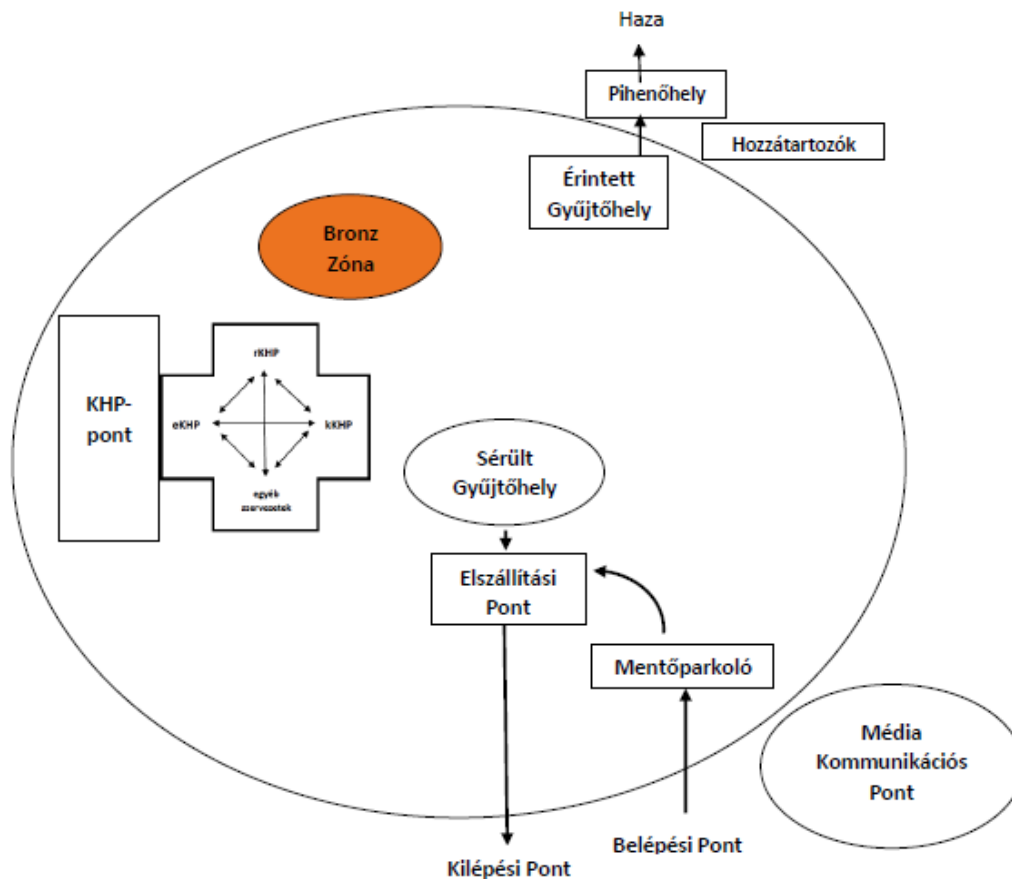 Haza
Pihenőhely
Hozzátartozók
Érintett
Gyűjtőhely
Bronz
Zóna
KHP-
pont
rKHP
eKHP
kKHP
egyéb
szervezetek
Sérült
Gyűjtőhely
Elszállítási
Pont
Mentőparkoló
Média
Kommunikációs
Pont
Belépési Pont
Kilépési Pont